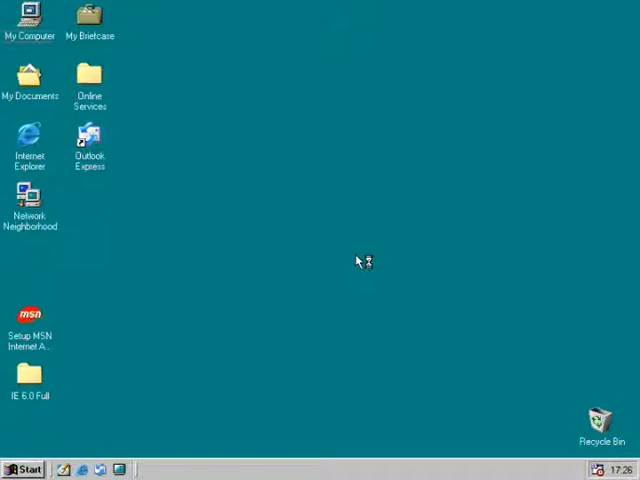 My Computer
My Briefcase
My Documents
Online
Services
Internet
Explorer
Outlook
Express
Network
Neighborhood
msn
Setup MSN
Internet A...
IE 6.0 Full
Recycle Bin
Start
17:26